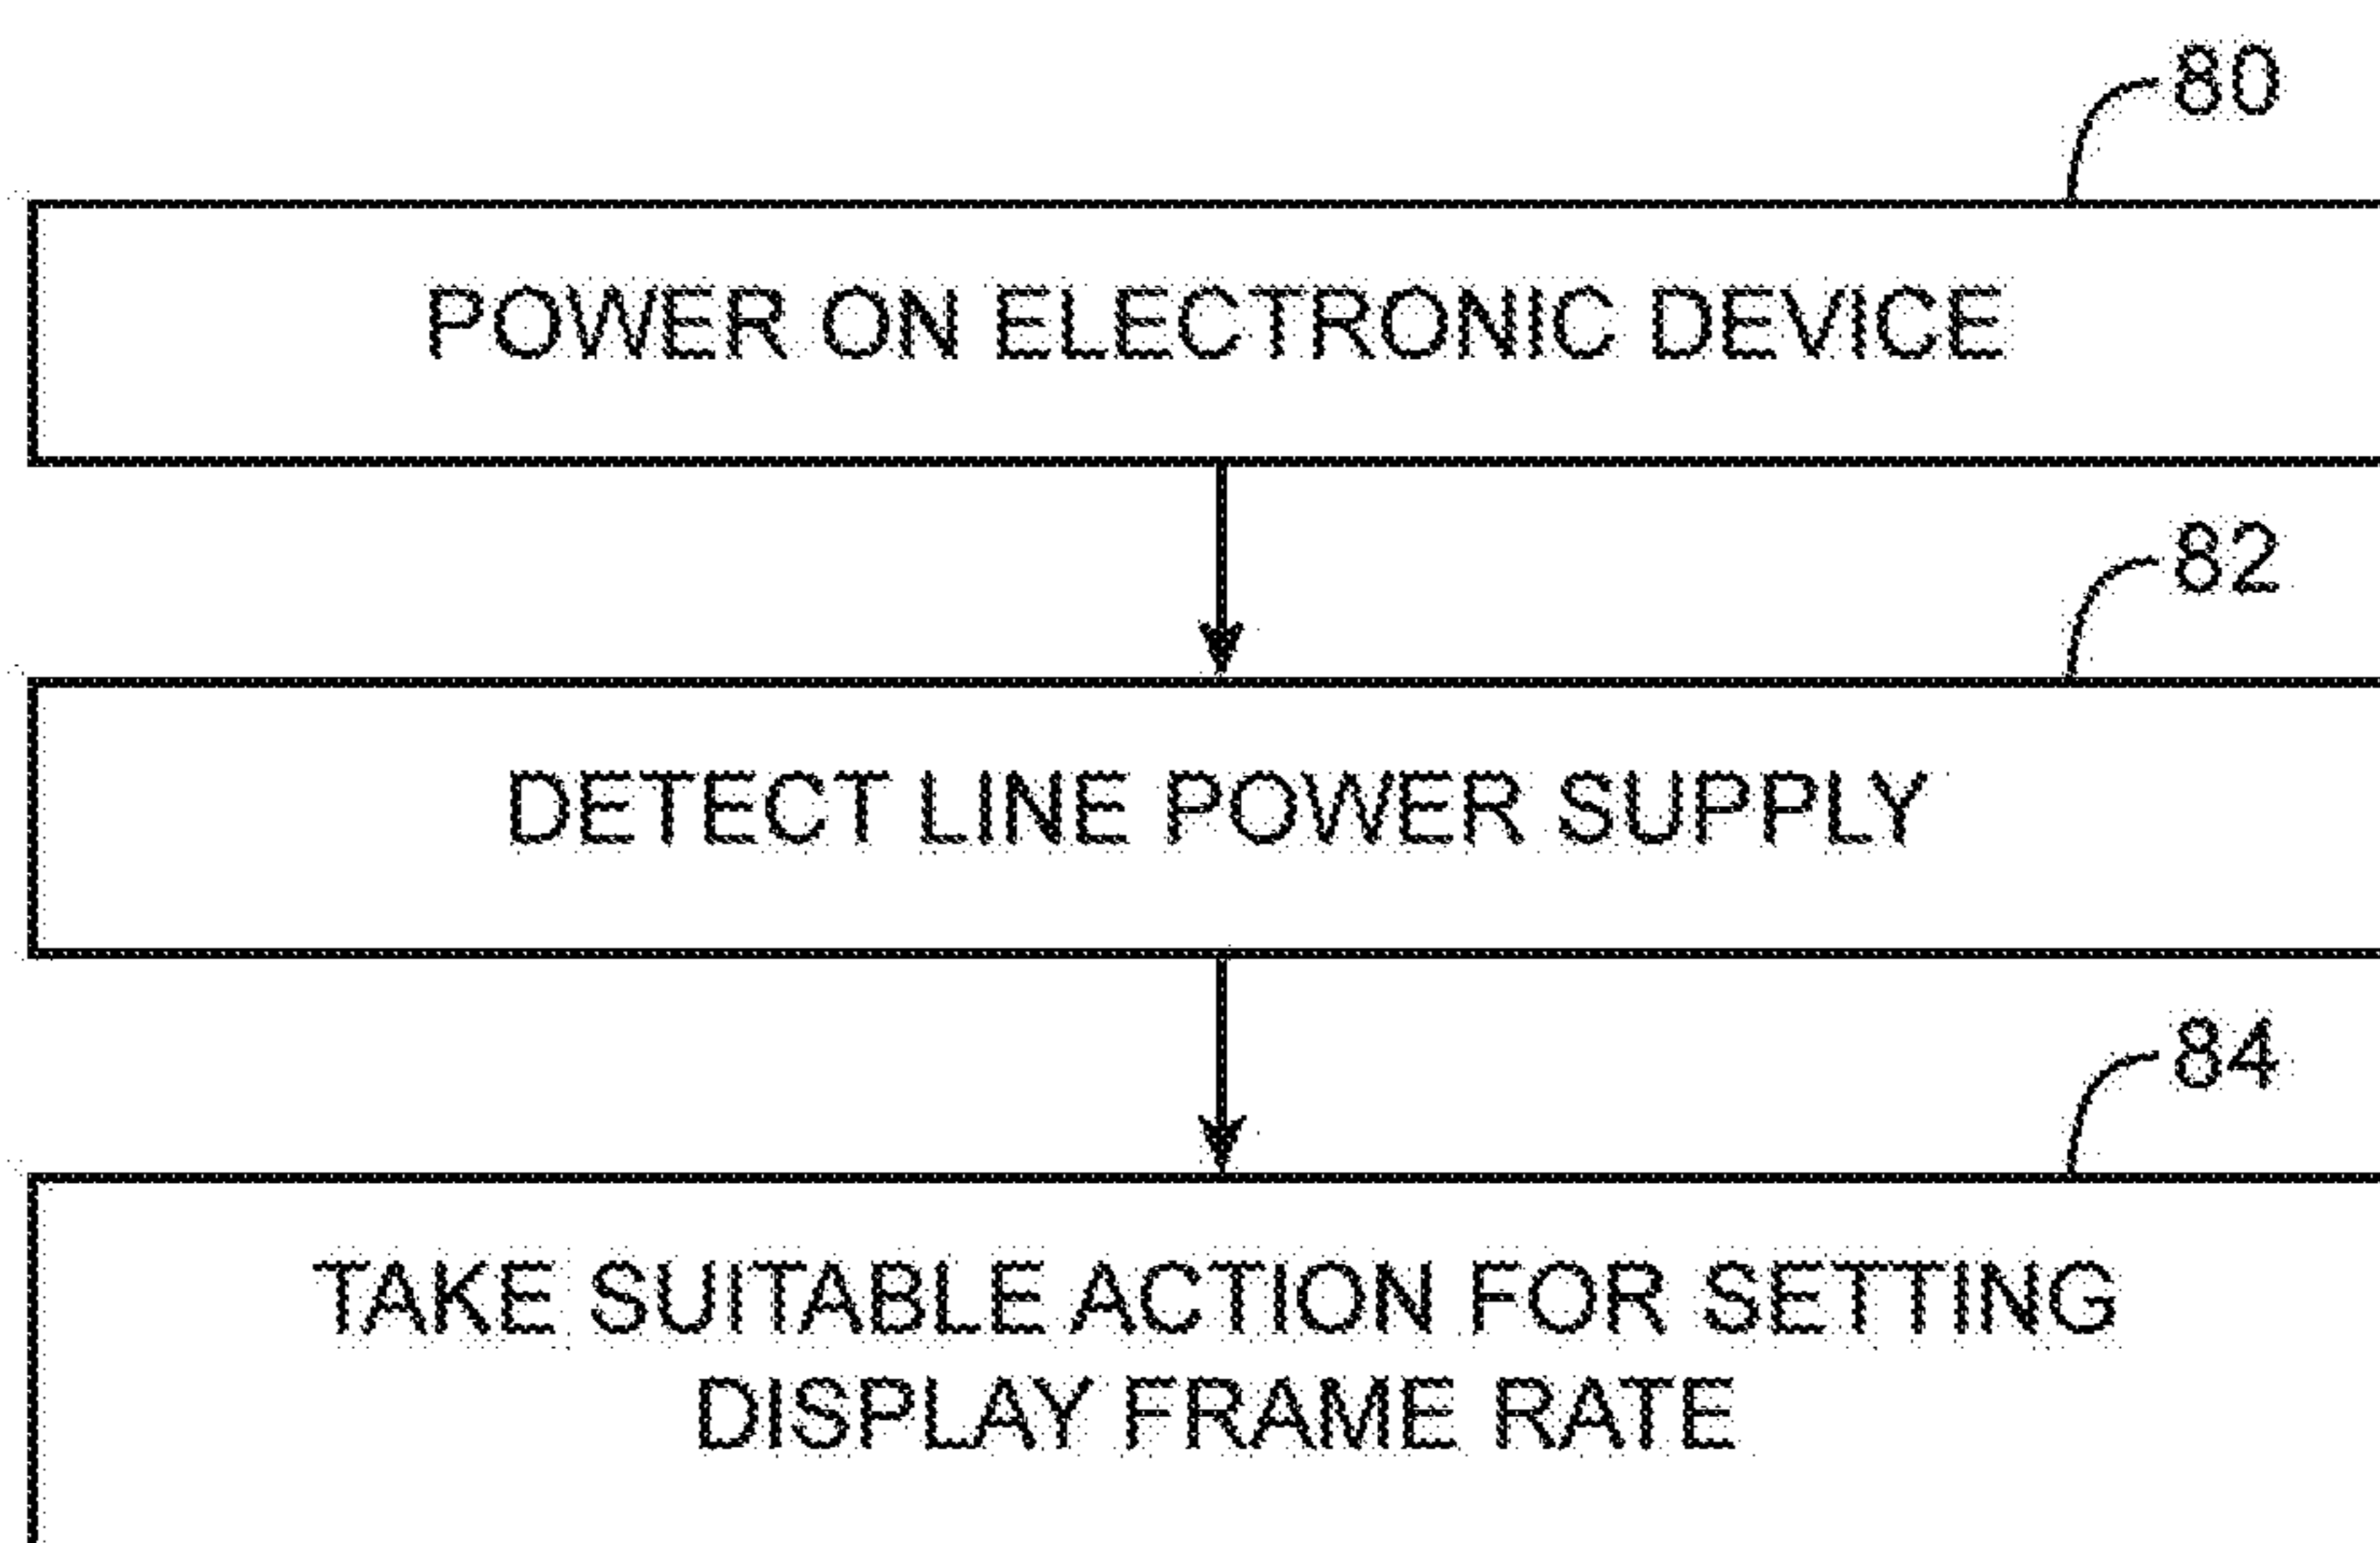 80
POWER ON ELECTRONIC DEVICE
82
DETECT LINE POWER SUPPLY
84
TAKE SUITABLE ACTION FOR SETTING
DISPLAY FRAME RATE